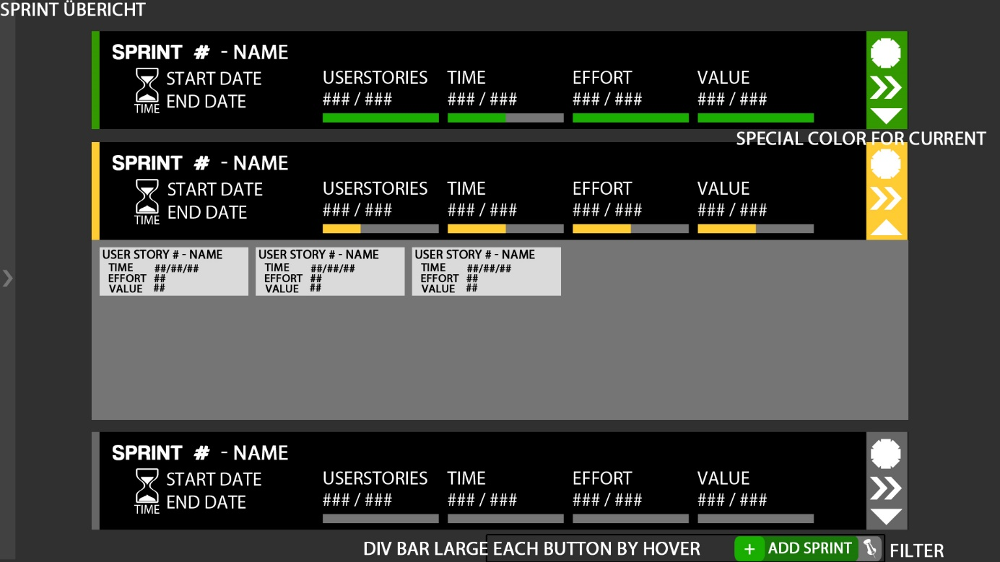 SPRINT ÜBERICHT
SPRINT # - NAME
START DATE
END DATE
TIME
USERSTORIES TIME EFFORT VALUE
### / ### ### / ### ### / ### ### / ###
SPECIAL COLOR FOR CURRENT
SPRINT # - NAME
START DATE
END DATE
TIME
USERSTORIES TIME EFFORT VALUE
### / ### ### / ### ### / ### ### / ###
USER STORY # - NAME
TIME ##/##/##
EFFORT ##
VALUE ##
USER STORY # - NAME
TIME ##/##/##
EFFORT ##
VALUE ##
USER STORY # - NAME
TIME ##/##/##
EFFORT ##
VALUE ##
SPRINT # - NAME
START DATE
END DATE
TIME
USERSTORIES TIME EFFORT VALUE
### / ### ### / ### ### / ### ### / ###
DIV BAR LARGE EACH BUTTON BY HOVER
+ ADD SPRINT
FILTER